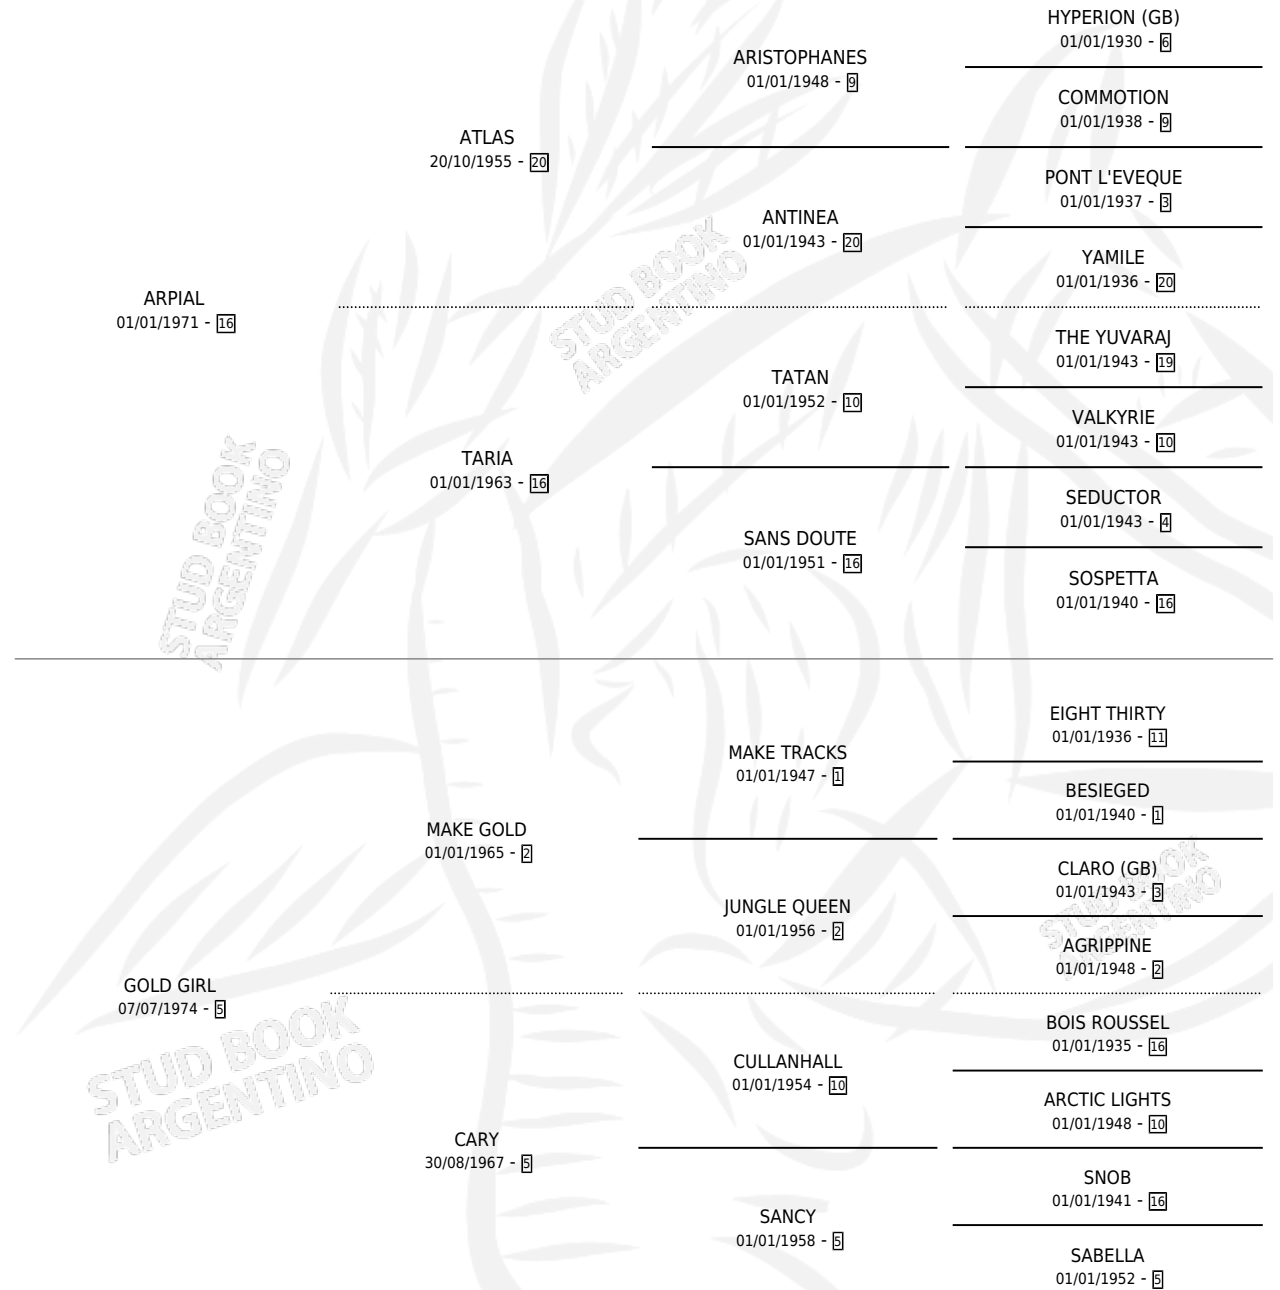 HYPERION (GB)
01/01/1930 - 6
ARISTOPHANES
01/01/1948 - 9
COMMOTION
01/01/1938 - 9
ATLAS
20/10/1955 - 20
PONT L'EVEQUE
01/01/1937 - 3
ANTINEA
01/01/1943 - 20
YAMILE
01/01/1936 - 20
ARPIAL
01/01/1971 - 16
THE YUVARAJ
01/01/1943 - 19
TATAN
01/01/1952 - 10
VALKYRIE
01/01/1943 - 10
TARIA
01/01/1963 - 16
SEDUCTOR
01/01/1943 - 4
SANS DOUTE
01/01/1951 - 16
SOSPETTA
01/01/1940 - 16
STUD BOOK
ARGENTINO
STUD BOOK
ARGENTINO
EIGHT THIRTY
01/01/1936 - 11
MAKE TRACKS
01/01/1947 - 1
BESIEGED
01/01/1940 - 1
MAKE GOLD
01/01/1965 - 2
CLARO (GB)
01/01/1943 - 3
JUNGLE QUEEN
01/01/1956 - 2
AGRIPPINE
01/01/1948 - 2
GOLD GIRL
07/07/1974 - 5
BOIS ROUSSEL
01/01/1935 - 16
CULLANHALL
01/01/1954 - 10
ARCTIC LIGHTS
01/01/1948 - 10
CARY
30/08/1967 - 5
SNOB
01/01/1941 - 16
SANCY
01/01/1958 - 5
SABELLA
01/01/1952 - 5
STUD BOOK
ARGENTINO
STUD BOOK
ARGENTINO